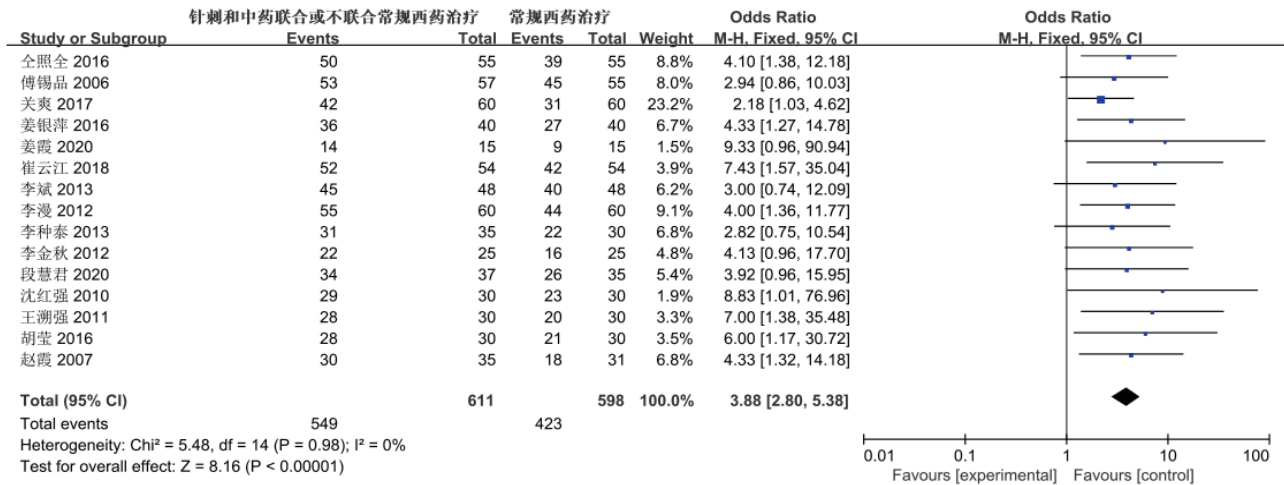 针刺和中药联合或不联合常规西药治疗 常规西药治疗 Odds Ratio Odds Ratio
Study or Subgroup Events Total Events Total Weight M-H, Fixed, 95% CI M-H, Fixed, 95% CI
仝照全 2016 50 55 39 55 8.8% 4.10 [1.38, 12.18]
傅锡品 2006 53 57 45 55 8.0% 2.94 [0.86, 10.03]
关爽 2017 42 60 31 60 23.2% 2.18 [1.03, 4.62]
姜银萍 2016 36 40 27 40 6.7% 4.33 [1.27, 14.78]
姜霞 2020 14 15 9 15 1.5% 9.33 [0.96, 90.94]
崔云江 2018 52 54 42 54 3.9% 7.43 [1.57, 35.04]
李斌 2013 45 48 40 48 6.2% 3.00 [0.74, 12.09]
李漫 2012 55 60 44 60 9.1% 4.00 [1.36, 11.77]
李种泰 2013 31 35 22 30 6.8% 2.82 [0.75, 10.54]
李金秋 2012 22 25 16 25 4.8% 4.13 [0.96, 17.70]
段慧君 2020 34 37 26 35 5.4% 3.92 [0.96, 15.95]
沈红强 2010 29 30 23 30 1.9% 8.83 [1.01, 76.96]
王溯强 2011 28 30 20 30 3.3% 7.00 [1.38, 35.48]
胡莹 2016 28 30 21 30 3.5% 6.00 [1.17, 30.72]
赵霞 2007 30 35 18 31 6.8% 4.33 [1.32, 14.18]
Total (95% CI) 611 598 100.0% 3.88 [2.80, 5.38]
Total events 549 423
Heterogeneity: Chi² = 5.48, df = 14 (P = 0.98); I² = 0%
Test for overall effect: Z = 8.16 (P < 0.00001)
0.01 0.1 1 10 100
Favours [experimental] Favours [control]